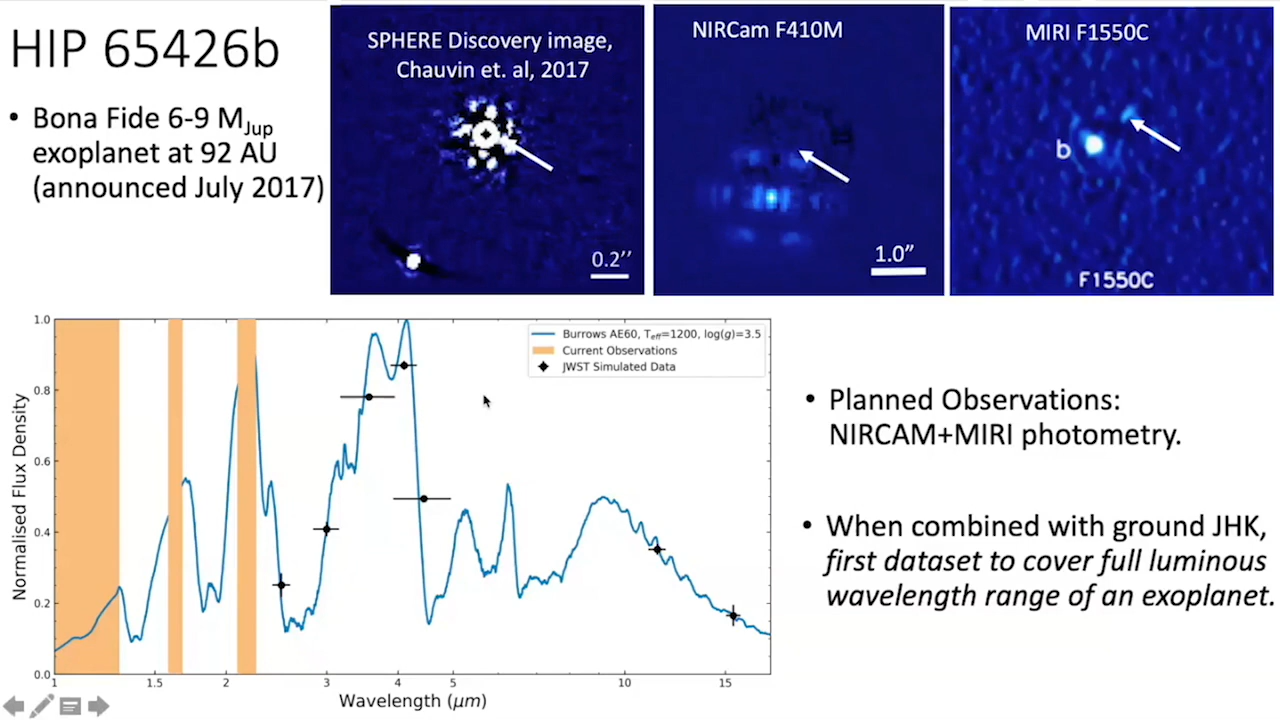 HIP 65426b
• Bona Fide 6-9 MJup
exoplanet at 92 AU
(announced July 2017)
SPHERE Discovery image,
Chauvin et. al, 2017
0.2’’
NIRCam F410M
1.0”
MIRI F1550C
b
F1550C
Normalised Flux Density
1.0
0.8
0.6
0.4
0.2
0.0
Burrows AE60, Teff=1200, log(g)=3.5
Current Observations
JWST Simulated Data
1 1.5 2 3 4 5 10 15
Wavelength (μm)
• Planned Observations:
NIRCAM+MIRI photometry.
• When combined with ground JHK,
first dataset to cover full luminous
wavelength range of an exoplanet.